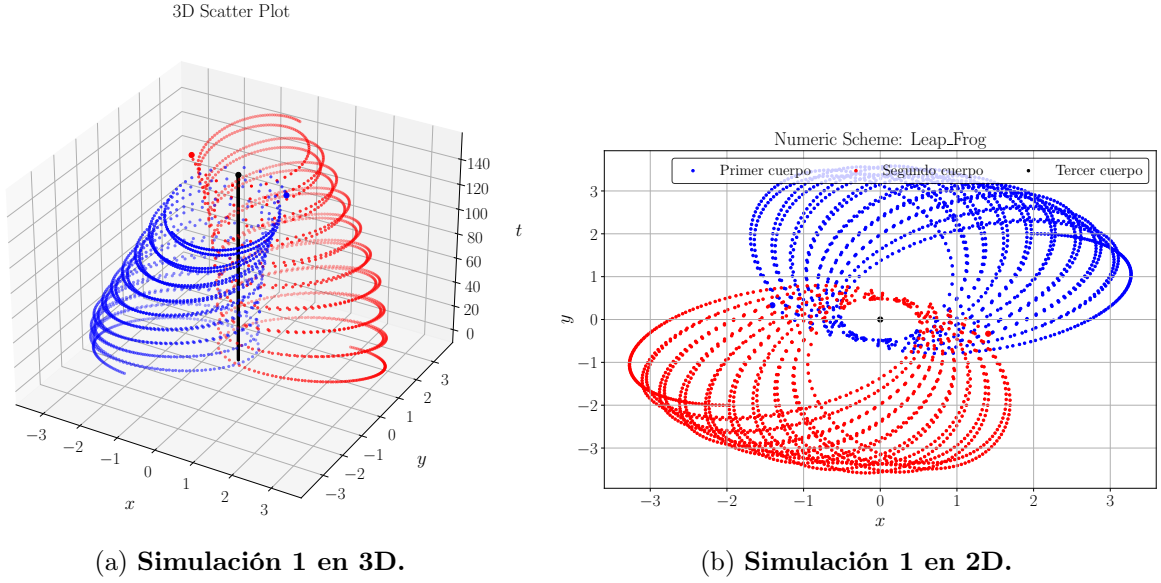 3D Scatter Plot
140
120
100
80
60
40
20
0
t
−3
−2
−1
0
1
2
3
x
−3
−2
−1
0
1
2
3
y
(a) Simulación 1 en 3D.
Numeric Scheme: Leap_Frog
Primer cuerpo Segundo cuerpo Tercer cuerpo
3
2
1
0
−1
−2
−3
y
−3 −2 −1 0 1 2 3
x
(b) Simulación 1 en 2D.